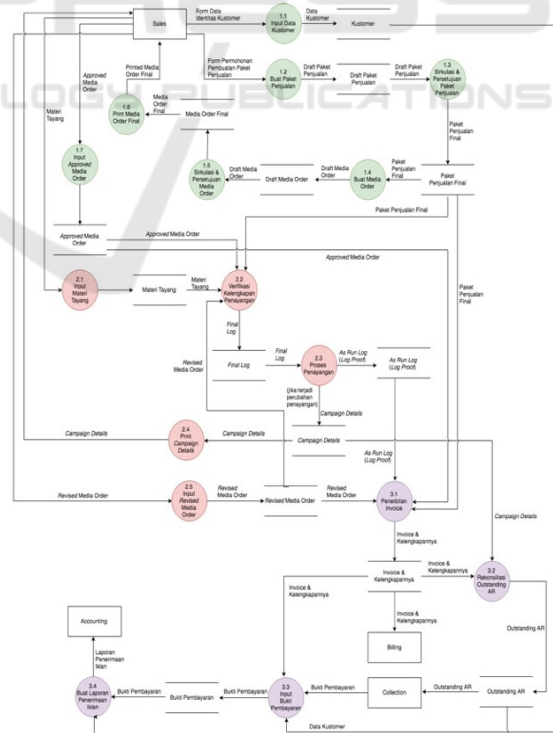 Form Data
Identitas Kustomer
1.1
Input Data
Kustomer
Data
Kustomer
Kustomer
Sales
Form Permohonan
Pembuatan Paket
Penjualan
1.2
Buat Paket
Penjualan
Draft Paket
Penjualan
Draft Paket
Penjualan
Draft Paket
Penjualan
1.3
Sirkulasi &
Persetujuan
Paket
Penjualan
Printed Media
Order Final
Approved
Media
Order
Materi
Tayang
1.6
Print Media
Order Final
Media
Order
Final
Media Order Final
Paket
Penjualan
Final
1.7
Input
Approved
Media
Order
1.5
Sirkulasi &
Persetujuan
Media
Order
Draft Media
Order
Draft Media Order
Draft Media
Order
1.4
Buat Media
Order
Paket
Penjualan
Final
Paket
Penjualan Final
Paket Penjualan Final
Approved Media
Order
Approved Media Order
Approved Media Order
2.1
Input
Materi
Tayang
Materi Tayang
Materi
Tayang
2.2
Verifikasi
Kelengkapan
Penayangan
Paket
Penjualan
Final
Final
Log
Revised
Media Order
Final Log
Final
Log
2.3
Proses
Penayangan
As Run Log
(Log Proof)
As Run Log
(Log Proof)
(jika terjadi
perubahan
penayangan)
Campaign Details
Campaign Details
2.4
Print
Campaign
Details
Campaign Details
Campaign Details
As Run Log
(Log Proof)
Revised Media Order
2.5
Input
Revised
Media
Order
Revised
Media Order
Revised Media Order
Revised
Media Order
3.1
Penerbitan
Invoice
Campaign Details
Invoice &
Kelengkapannya
Invoice &
Kelengkapannya
Invoice &
Kelengkapannya
3.2
Rekonsiliasi
Outstanding
AR
Invoice &
Kelengkapannya
Invoice &
Kelengkapannya
Accounting
Billing
Outstanding AR
Laporan
Penerimaan
Iklan
3.4
Buat Laporan
Penerimaan
Iklan
Bukti Pembayaran
Bukti Pembayaran
Bukti Pembayaran
3.3
Input
Bukti
Pembayaran
Bukti Pembayaran
Collection
Outstanding AR
Outstanding AR
Data Kustomer